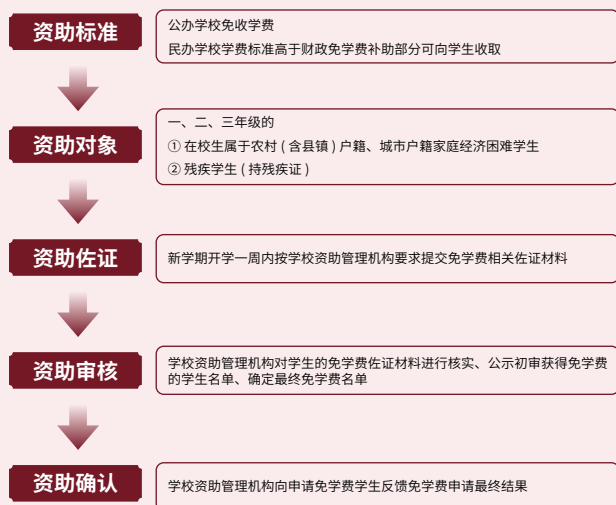 资助标准
公办学校免收学费
民办学校学费标准高于财政免学费补助部分可向学生收取
资助对象
一、二、三年级的
① 在校生属于农村 ( 含县镇 ) 户籍、城市户籍家庭经济困难学生
② 残疾学生 ( 持残疾证 )
资助佐证
新学期开学一周内按学校资助管理机构要求提交免学费相关佐证材料
资助审核
学校资助管理机构对学生的免学费佐证材料进行核实、公示初审获得免学费
的学生名单、确定最终免学费名单
资助确认
学校资助管理机构向申请免学费学生反馈免学费申请最终结果